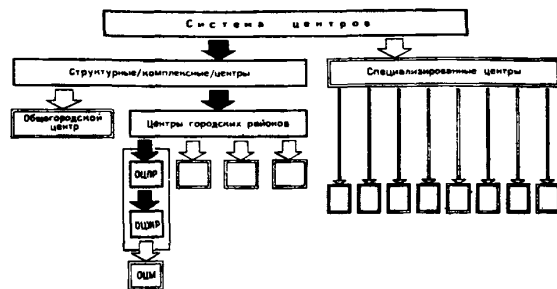 Система центров
Структурные/комплексные/центры
Специализированные центры
Общегородской
центр
Центры городских районов
ОЦПР
ОЦЖР
ОЦМ